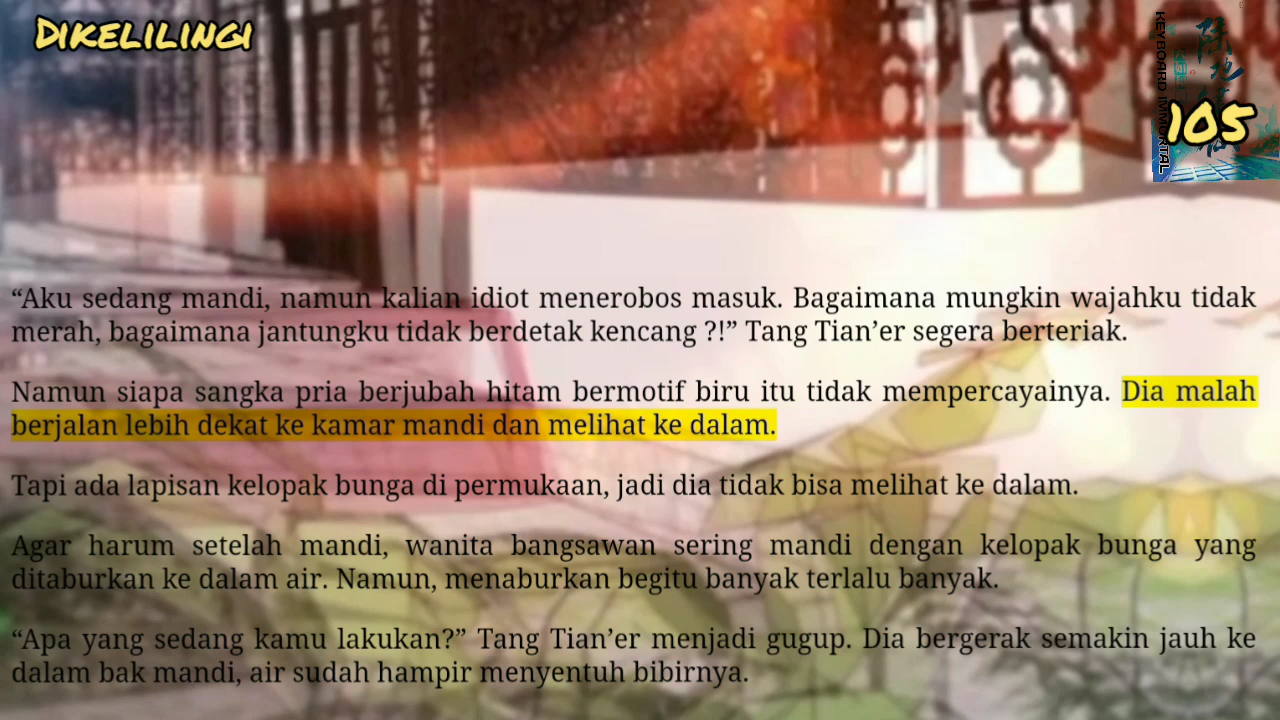 DIKELILINGI
KEYBOARD IMMORTAL
105
“Aku sedang mandi, namun kalian idiot menerobos masuk. Bagaimana mungkin wajahku tidak
merah, bagaimana jantungku tidak berdetak kencang ?!” Tang Tian’er segera berteriak.
Namun siapa sangka pria berjubah hitam bermotif biru itu tidak mempercayainya. Dia malah
berjalan lebih dekat ke kamar mandi dan melihat ke dalam.
Tapi ada lapisan kelopak bunga di permukaan, jadi dia tidak bisa melihat ke dalam.
Agar harum setelah mandi, wanita bangsawan sering mandi dengan kelopak bunga yang
ditaburkan ke dalam air. Namun, menaburkan begitu banyak terlalu banyak.
“Apa yang sedang kamu lakukan?” Tang Tian’er menjadi gugup. Dia bergerak semakin jauh ke
dalam bak mandi, air sudah hampir menyentuh bibirnya.